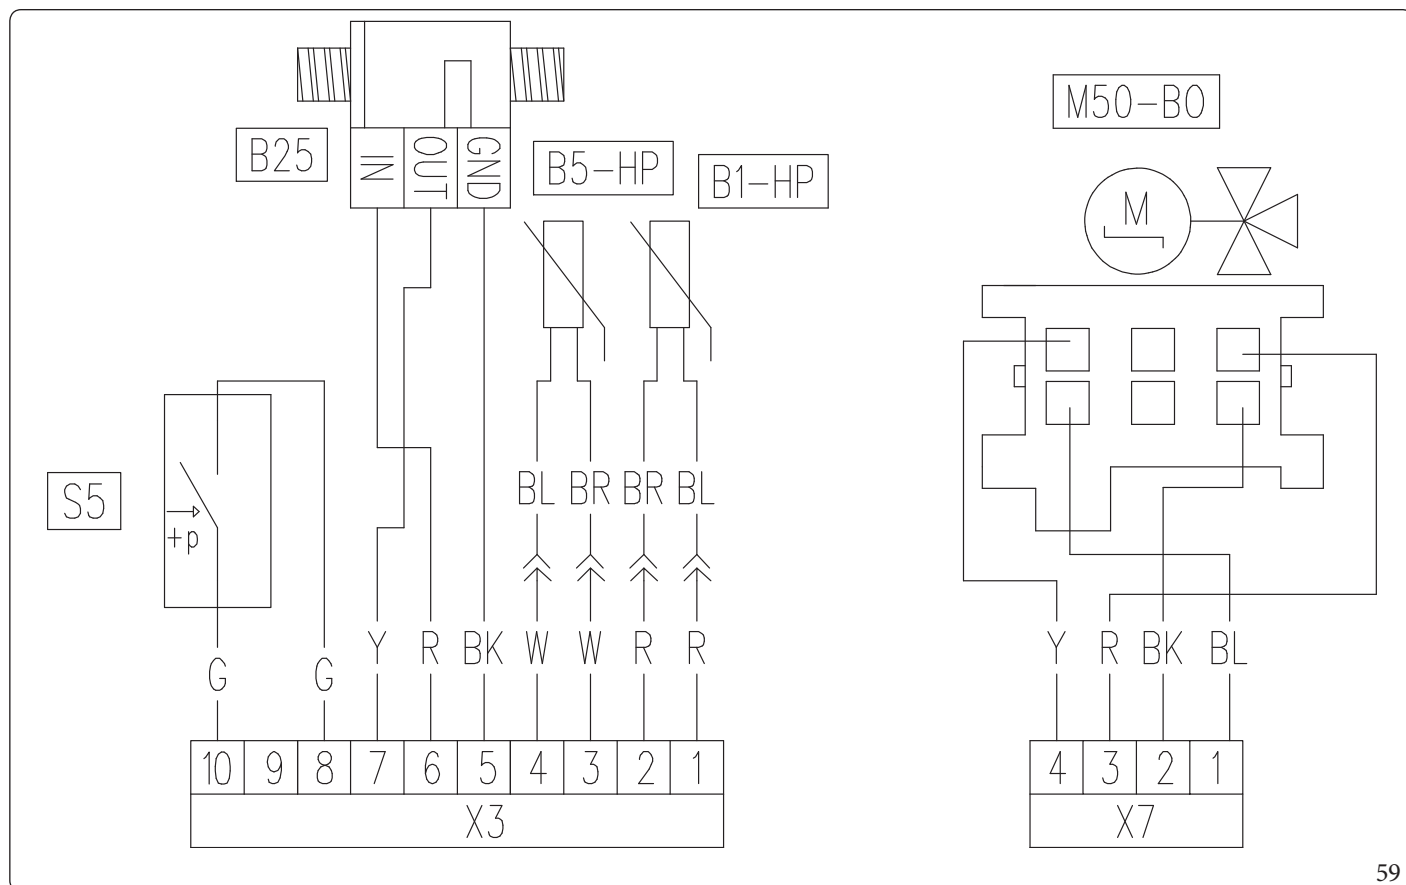 M50-BO
B25
IN
OUT
GND
B5-HP
B1-HP
M
S5
+p
BL BR BR BL
G G Y R BK W W R R
Y R BK BL
10 9 8 7 6 5 4 3 2 1
X3
4 3 2 1
X7
59